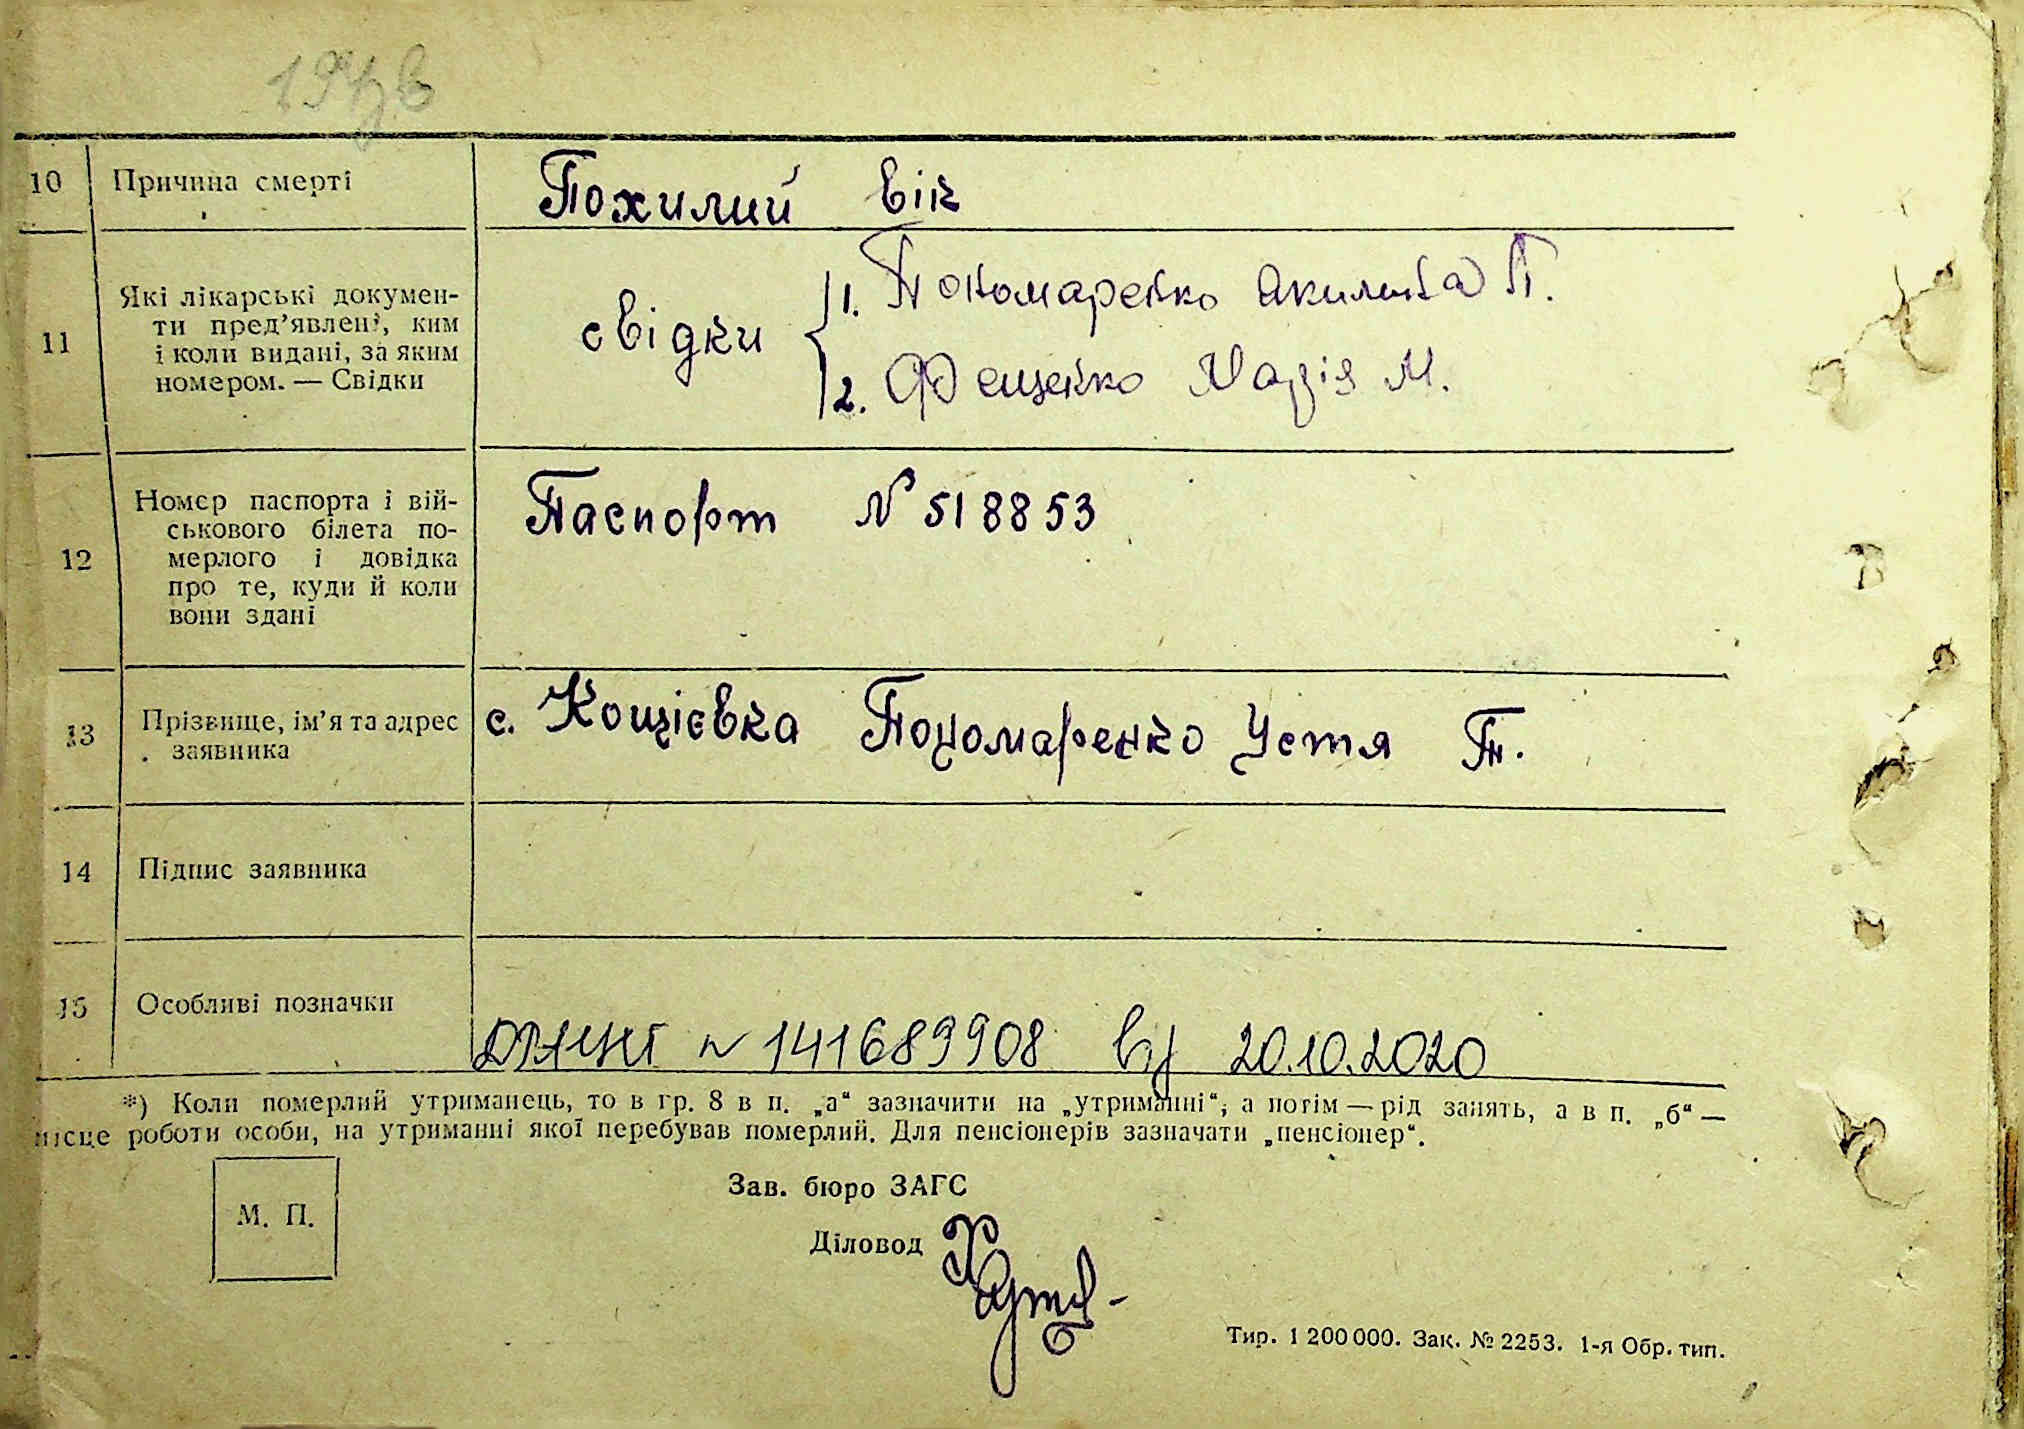 10 Причина смерті Похилий вік
11 Які лікарські докумен-
ти пред’явлені, ким
і коли видані, за яким
номером. — Свідки
свідки
1. Пономаренко Акилина П.
2. Фещенко Надія М.
12 Номер паспорта і вій-
ськового білета по-
мерлого і довідка
про те, куди й коли
вони здані
Паспорт № 518853
13 Прізвище, ім’я та адрес
заявника
с. Кощієвка Пономаренко Устя П.
14 Підпис заявника
15 Особливі позначки
№ 141689908 від 20.10.2020
*) Коли померлий утриманець, то в гр. 8 в п. „а“ зазначити на „утриманні“, а потім — рід занять, а в п. „б“ —
місце роботи особи, на утриманні якої перебував померлий. Для пенсіонерів зазначати „пенсіонер“.
М. П.
Зав. бюро ЗАГС
Діловод
Тир. 1 200 000. Зак. № 2253. 1-я Обр. тип.